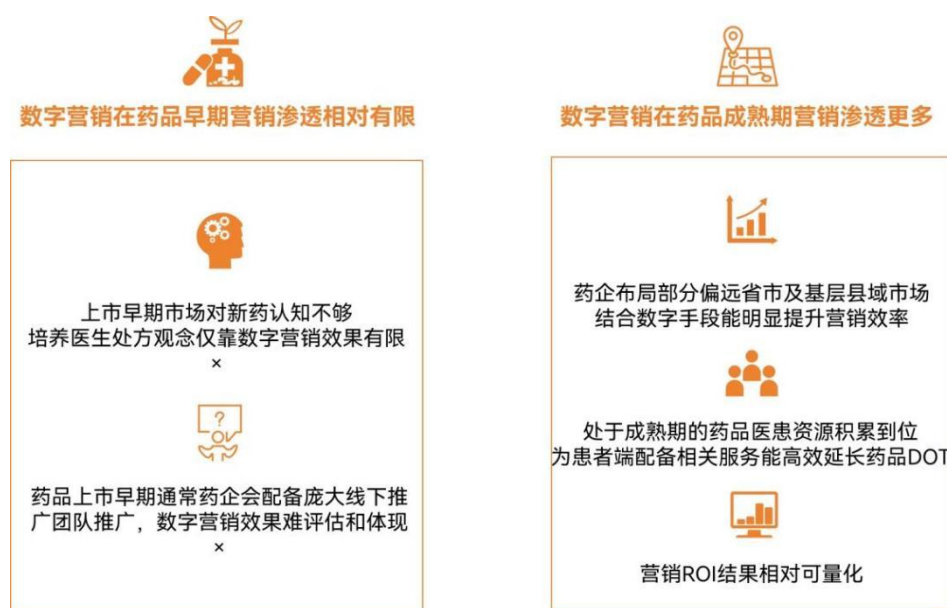 数字营销在药品早期营销渗透相对有限
上市早期市场对新药认知不够
培养医生处方观念仅靠数字营销效果有限
×
?
药品上市早期通常药企会配备庞大线下推
广团队推广，数字营销效果难评估和体现
×
数字营销在药品成熟期营销渗透更多
药企布局部分偏远省市及基层县域市场
结合数字手段能明显提升营销效率
处于成熟期的药品医患资源积累到位
为患者端配备相关服务能高效延长药品DOT
营销ROI结果相对可量化